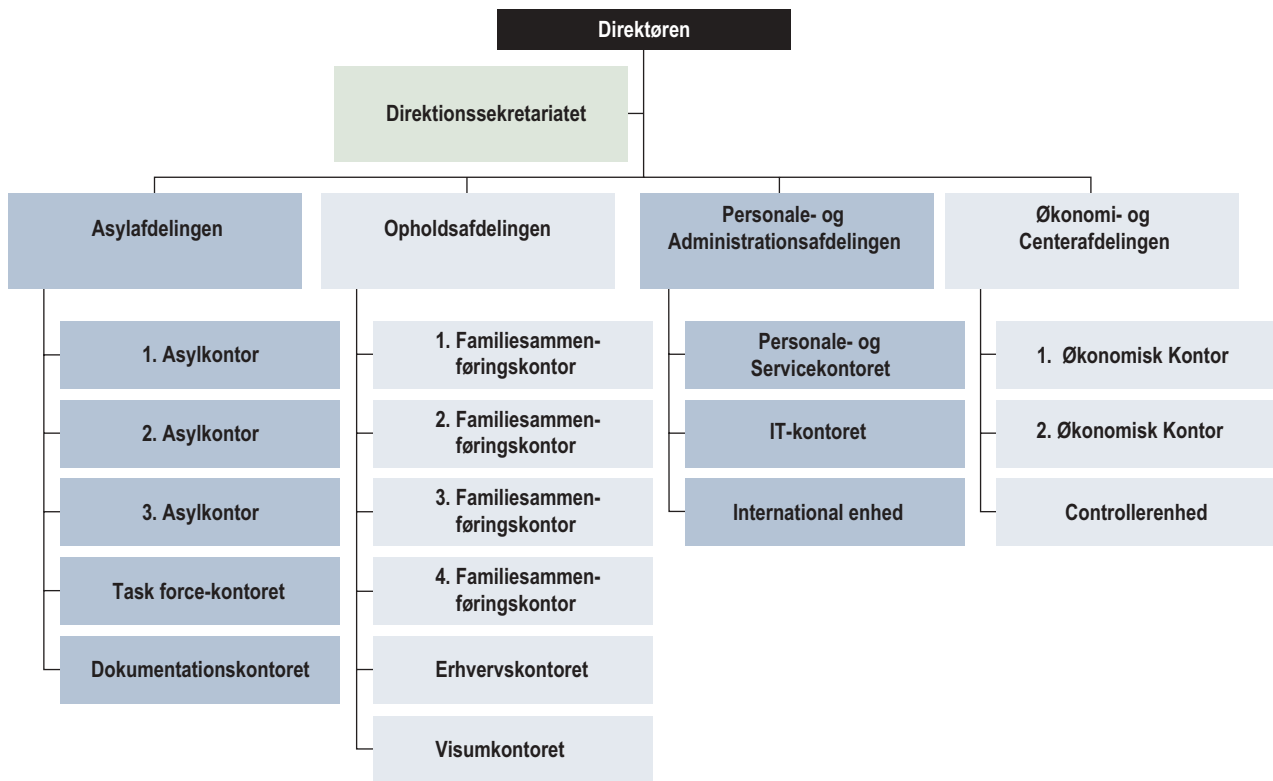 Direktøren
Direktionssekretariatet
Asylafdelingen
Opholdsafdelingen
Personale- og
Administrationsafdelingen
Økonomi- og
Centerafdelingen
1. Asylkontor
2. Asylkontor
3. Asylkontor
Task force-kontoret
Dokumentationskontoret
1. Familiesammen-
føringskontor
2. Familiesammen-
føringskontor
3. Familiesammen-
føringskontor
4. Familiesammen-
føringskontor
Erhvervskontoret
Visumkontoret
Personale- og
Servicekontoret
IT-kontoret
International enhed
1. Økonomisk Kontor
2. Økonomisk Kontor
Controllerenhed